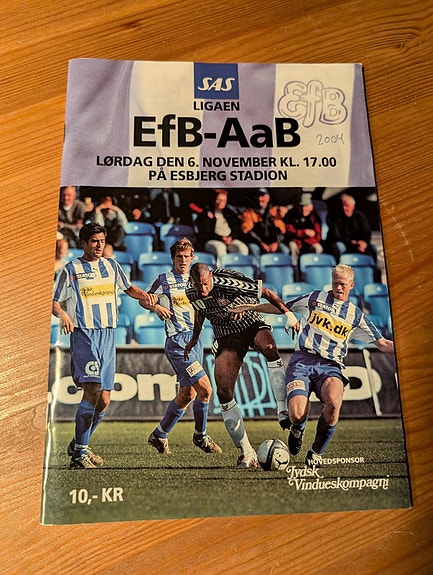 SAS
LIGAEN
EfB
2004
EfB-AaB
LØRDAG DEN 6. NOVEMBER KL. 17.00
PÅ ESBJERG STADION
jvk.dk
com
HOVEDSPONSOR
Jydsk
Vindueskompagni
10,- KR